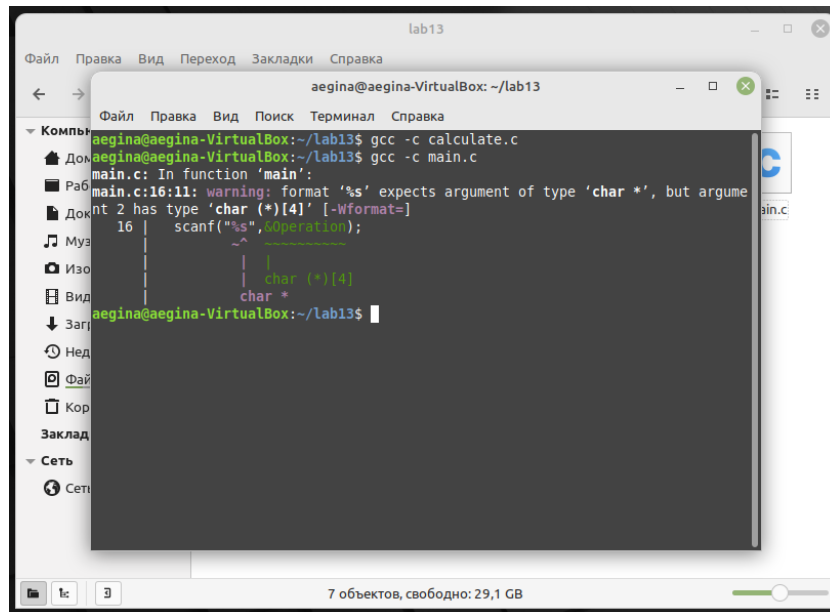 lab13
Файл Правка Вид Переход Закладки Справка
aegina@aegina-VirtualBox: ~/lab13
Файл Правка Вид Поиск Терминал Справка
aegina@aegina-VirtualBox:~/lab13$ gcc -c calculate.c
aegina@aegina-VirtualBox:~/lab13$ gcc -c main.c
main.c: In function ‘main’:
main.c:16:11: warning: format ‘%s’ expects argument of type ‘char *’, but argume
nt 2 has type ‘char (*)[4]’ [-Wformat=]
16 | scanf("%s",&Operation);
| ~^ ~~~~~~~~~~
| | |
| | char (*)[4]
| char *
aegina@aegina-VirtualBox:~/lab13$
Компь
Дом
Раб
Док
Муз
Изо
Вид
Загр
Нед
Фай
Кор
Заклад
Сеть
Сеть
ain.c
7 объектов, свободно: 29,1 GB